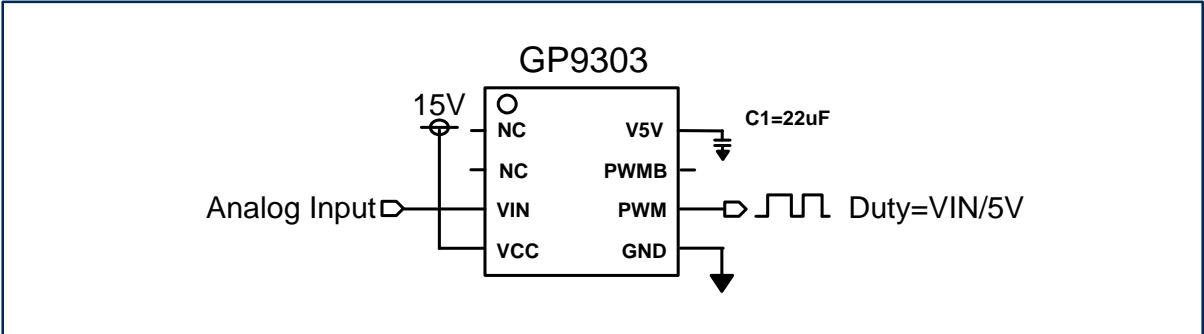 GP9303
15V
C1=22uF
NC
V5V
NC
PWMB
Analog Input
VIN
PWM
Duty=VIN/5V
VCC
GND